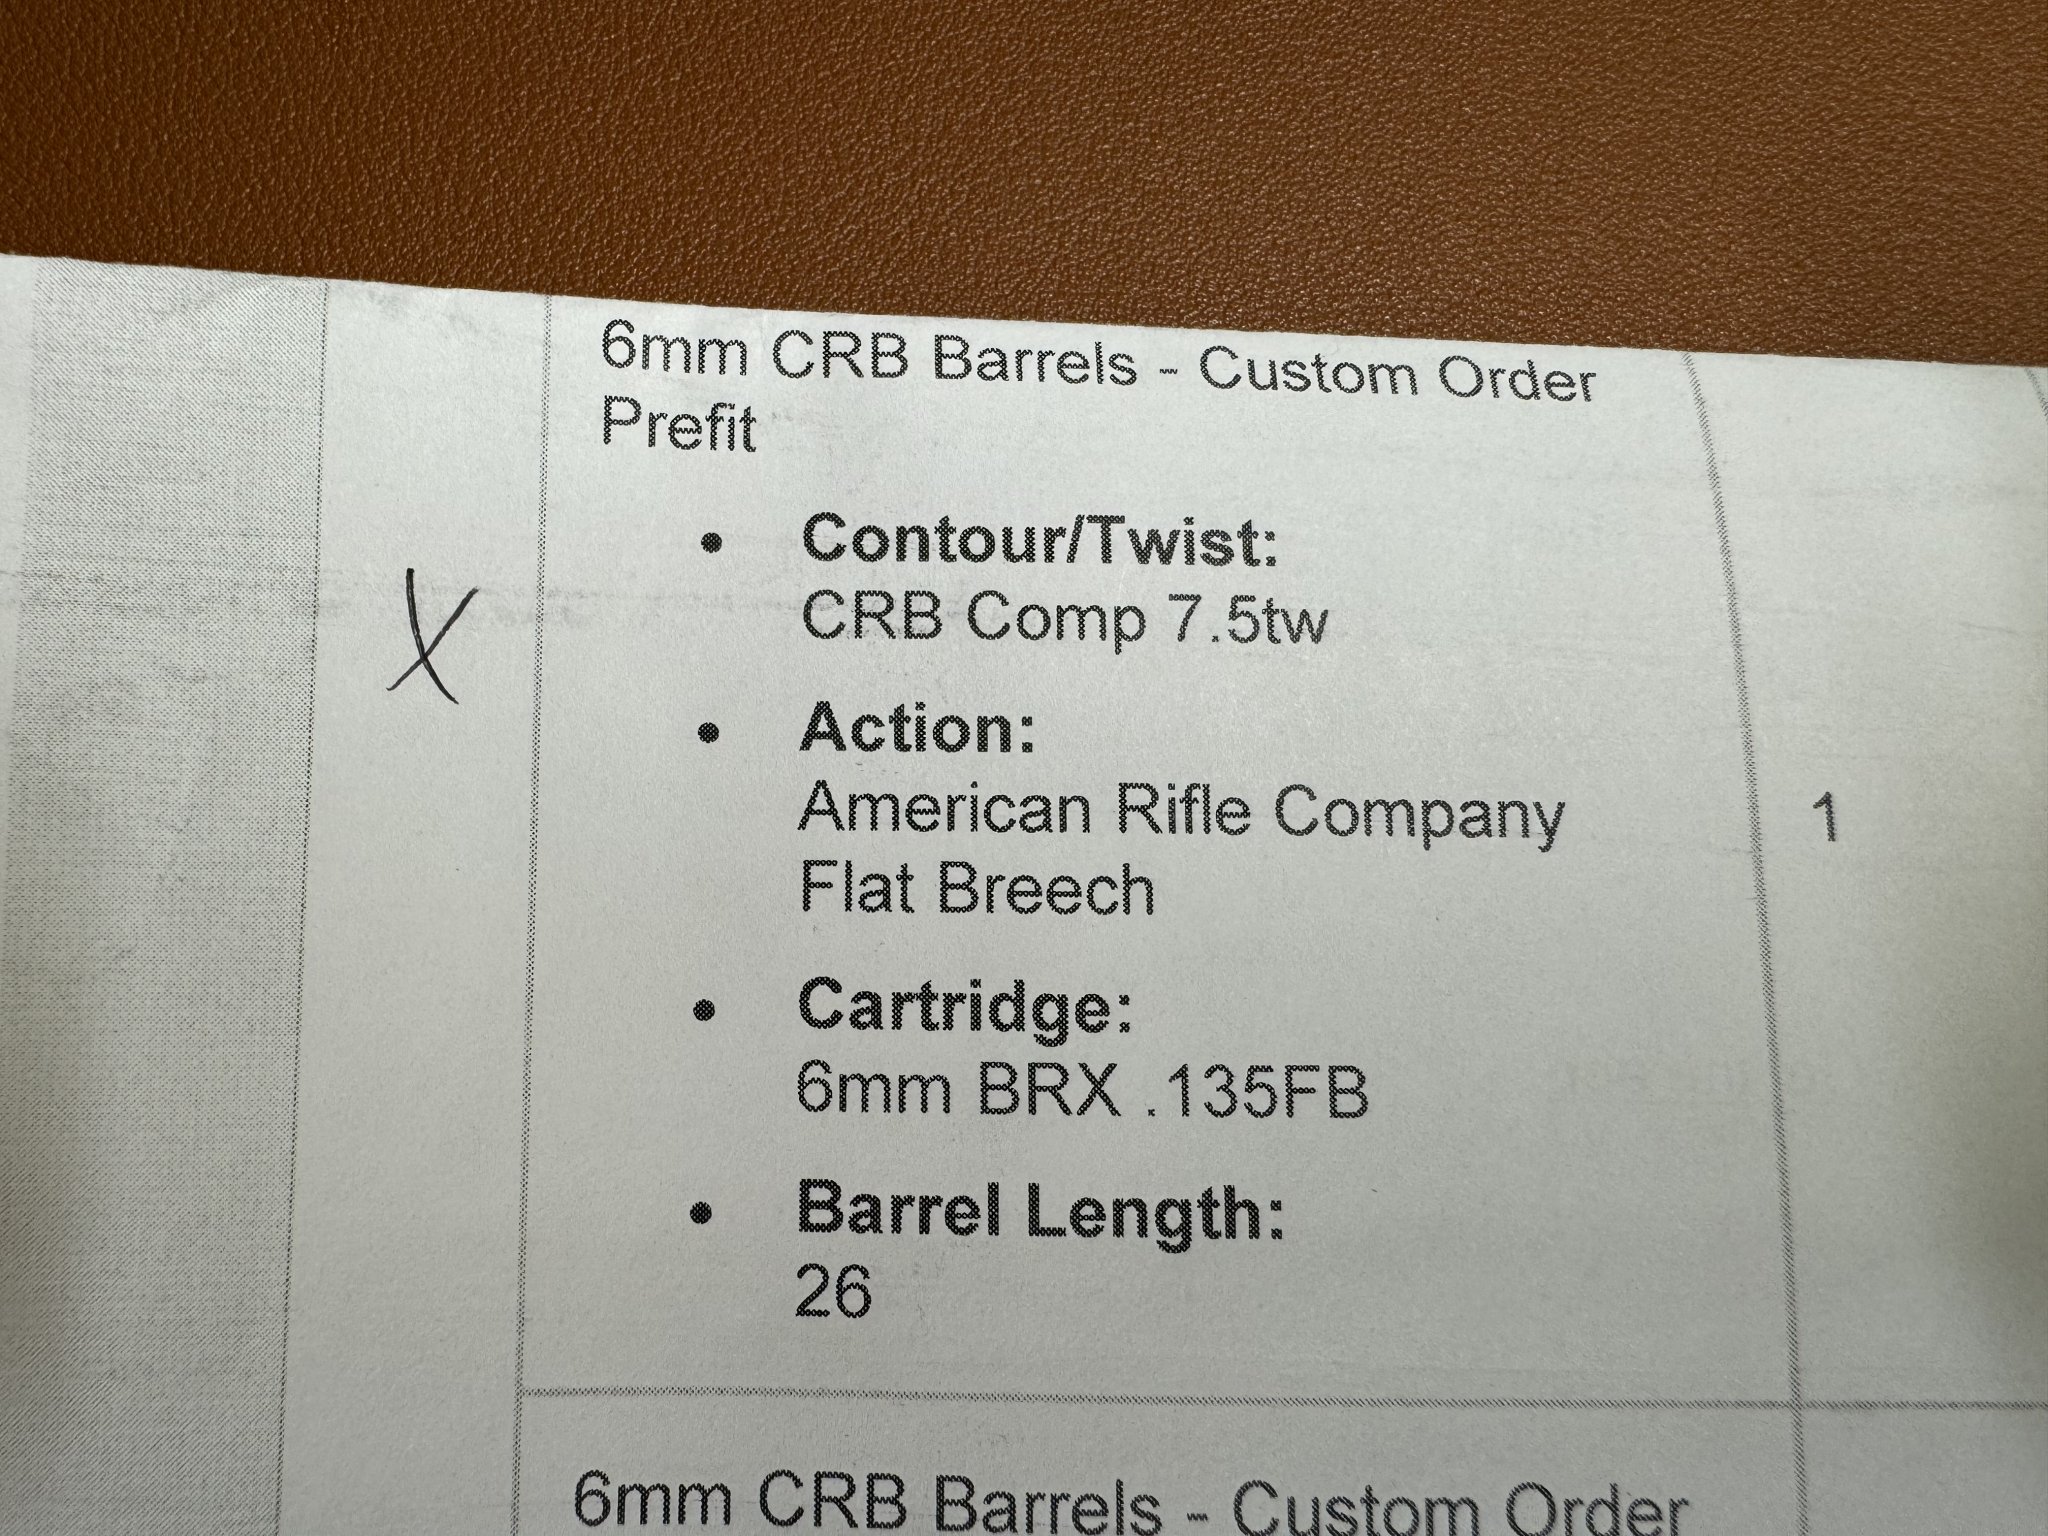 6mm CRB Barrels - Custom Order
Prefit
• Contour/Twist:
CRB Comp 7.5tw
X
• Action:
American Rifle Company
1
Flat Breech
• Cartridge:
6mm BRX .135FB
• Barrel Length:
26
6mm CRB Barrels - Custom Order